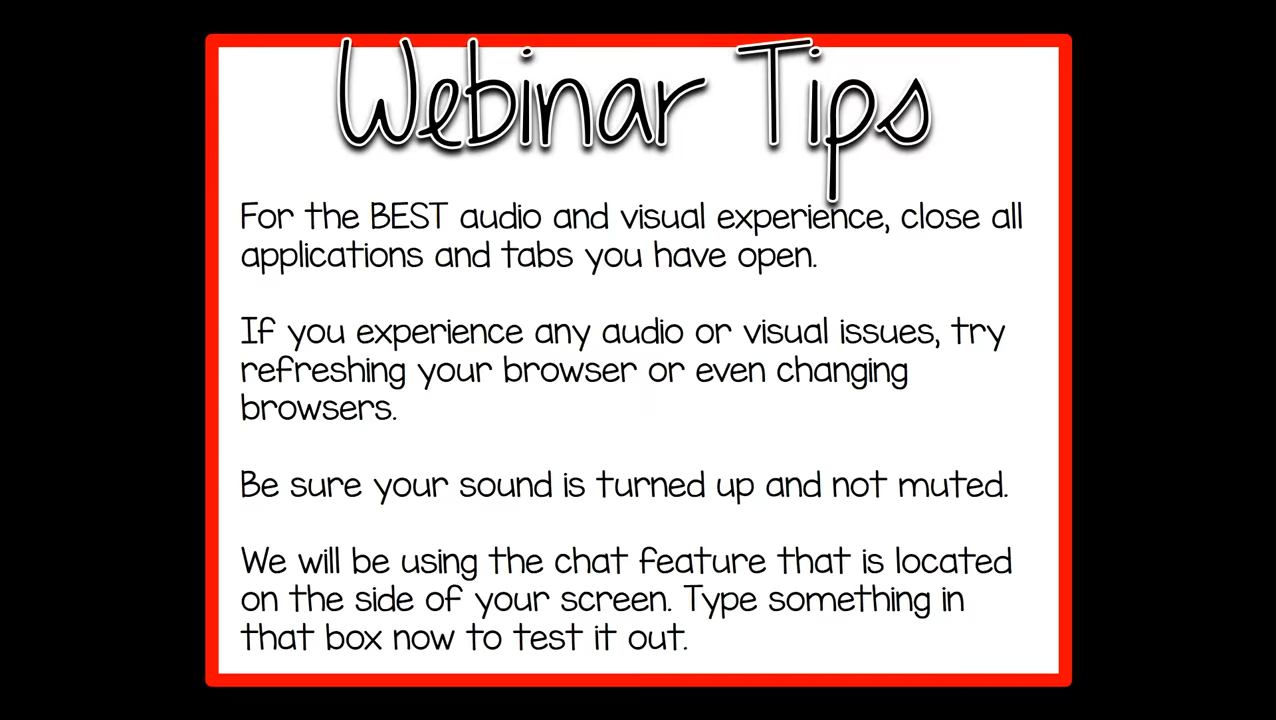 Webinar Tips
For the BEST audio and visual experience, close all
applications and tabs you have open.
If you experience any audio or visual issues, try
refreshing your browser or even changing
browsers.
Be sure your sound is turned up and not muted.
We will be using the chat feature that is located
on the side of your screen. Type something in
that box now to test it out.